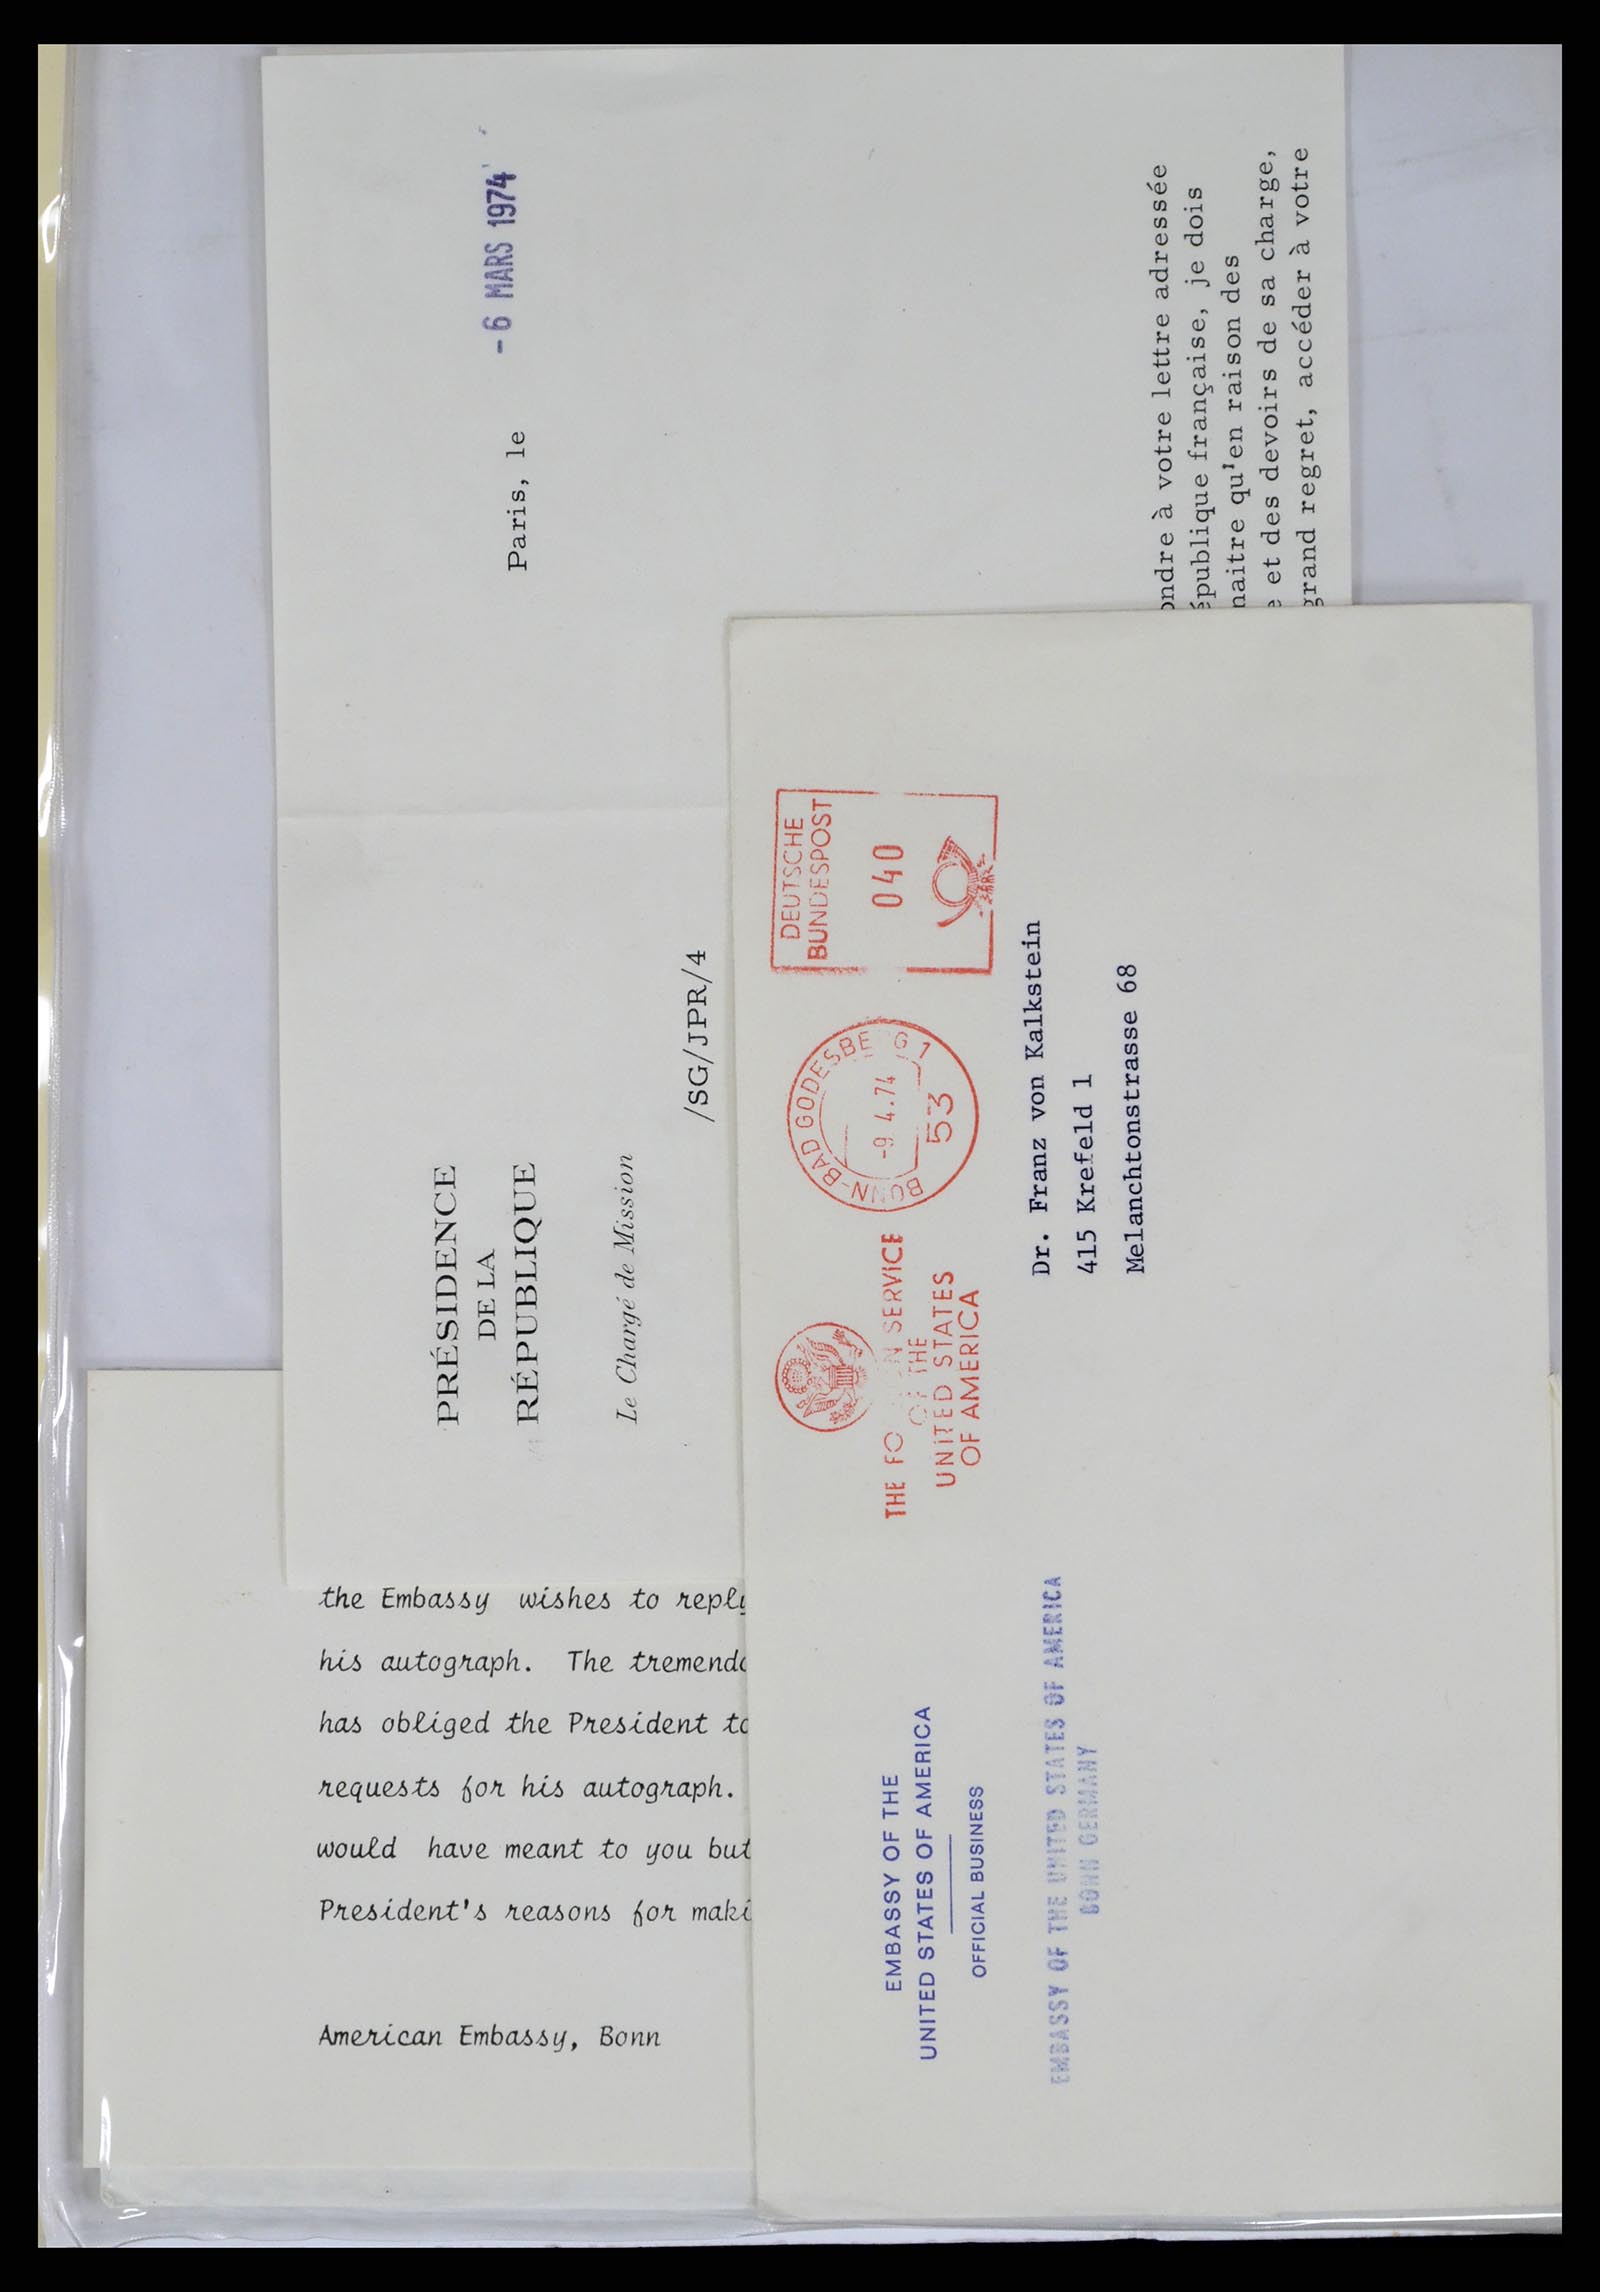 - 6 MARS 1974
Paris, le
PRÉSIDENCE
DE LA
RÉPUBLIQUE
Le Chargé de Mission
/SG/JPR/4
ondre à votre lettre adressée
épublique française, je dois
naitre qu'en raison des
e et des devoirs de sa charge,
grand regret, accéder à votre
DEUTSCHE
BUNDESPOST
040
BONN-BAD GODESBE G 1
-9.4.74
53
THE FO N SERVICE
OF THE
UNITED STATES
OF AMERICA
Dr. Franz von Kalkstein
415 Krefeld 1
Melanchtonstrasse 68
EMBASSY OF THE
UNITED STATES OF AMERICA
OFFICIAL BUSINESS
EMBASSY OF THE UNITED STATES OF AMERICA
BONN GERMANY
the Embassy wishes to reply
his autograph. The tremendo
has obliged the President to
requests for his autograph.
would have meant to you but
President's reasons for maki
American Embassy, Bonn